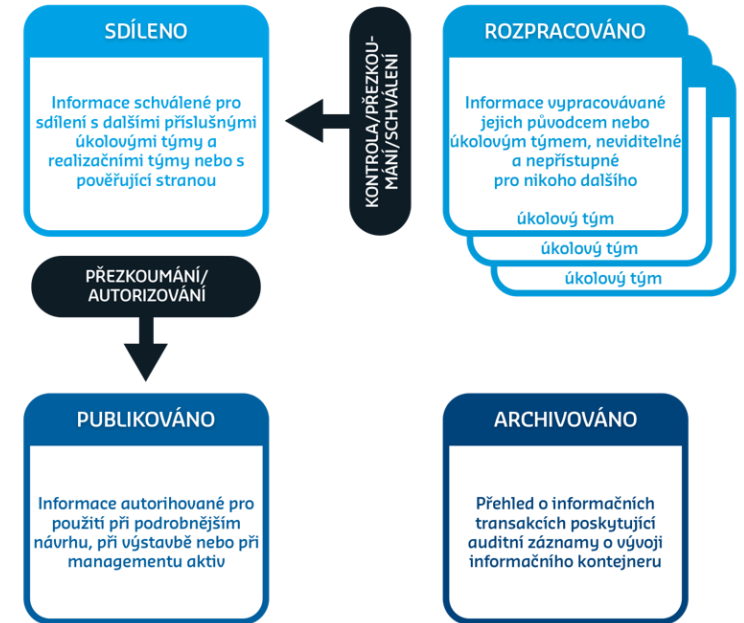 SDÍLENO
Informace schválené pro
sdílení s dalšími příslušnými
úkolovými týmy a
realizačními týmy nebo s
pověřující stranou
KONTROLA/PŘEZKOU-
MÁNÍ/SCHVÁLENÍ
ROZPRACOVÁNO
Informace vypracovávané
jejich původcem nebo
úkolovým týmem, neviditelné
a nepřístupné
pro nikoho dalšího
úkolový tým
úkolový tým
úkolový tým
PŘEZKOUMÁNÍ/
AUTORIZOVÁNÍ
PUBLIKOVÁNO
Informace autorihované pro
použití při podrobnějším
návrhu, při výstavbě nebo při
managementu aktiv
ARCHIVOVÁNO
Přehled o informačních
transakcích poskytující
auditní záznamy o vývoji
informačního kontejneru